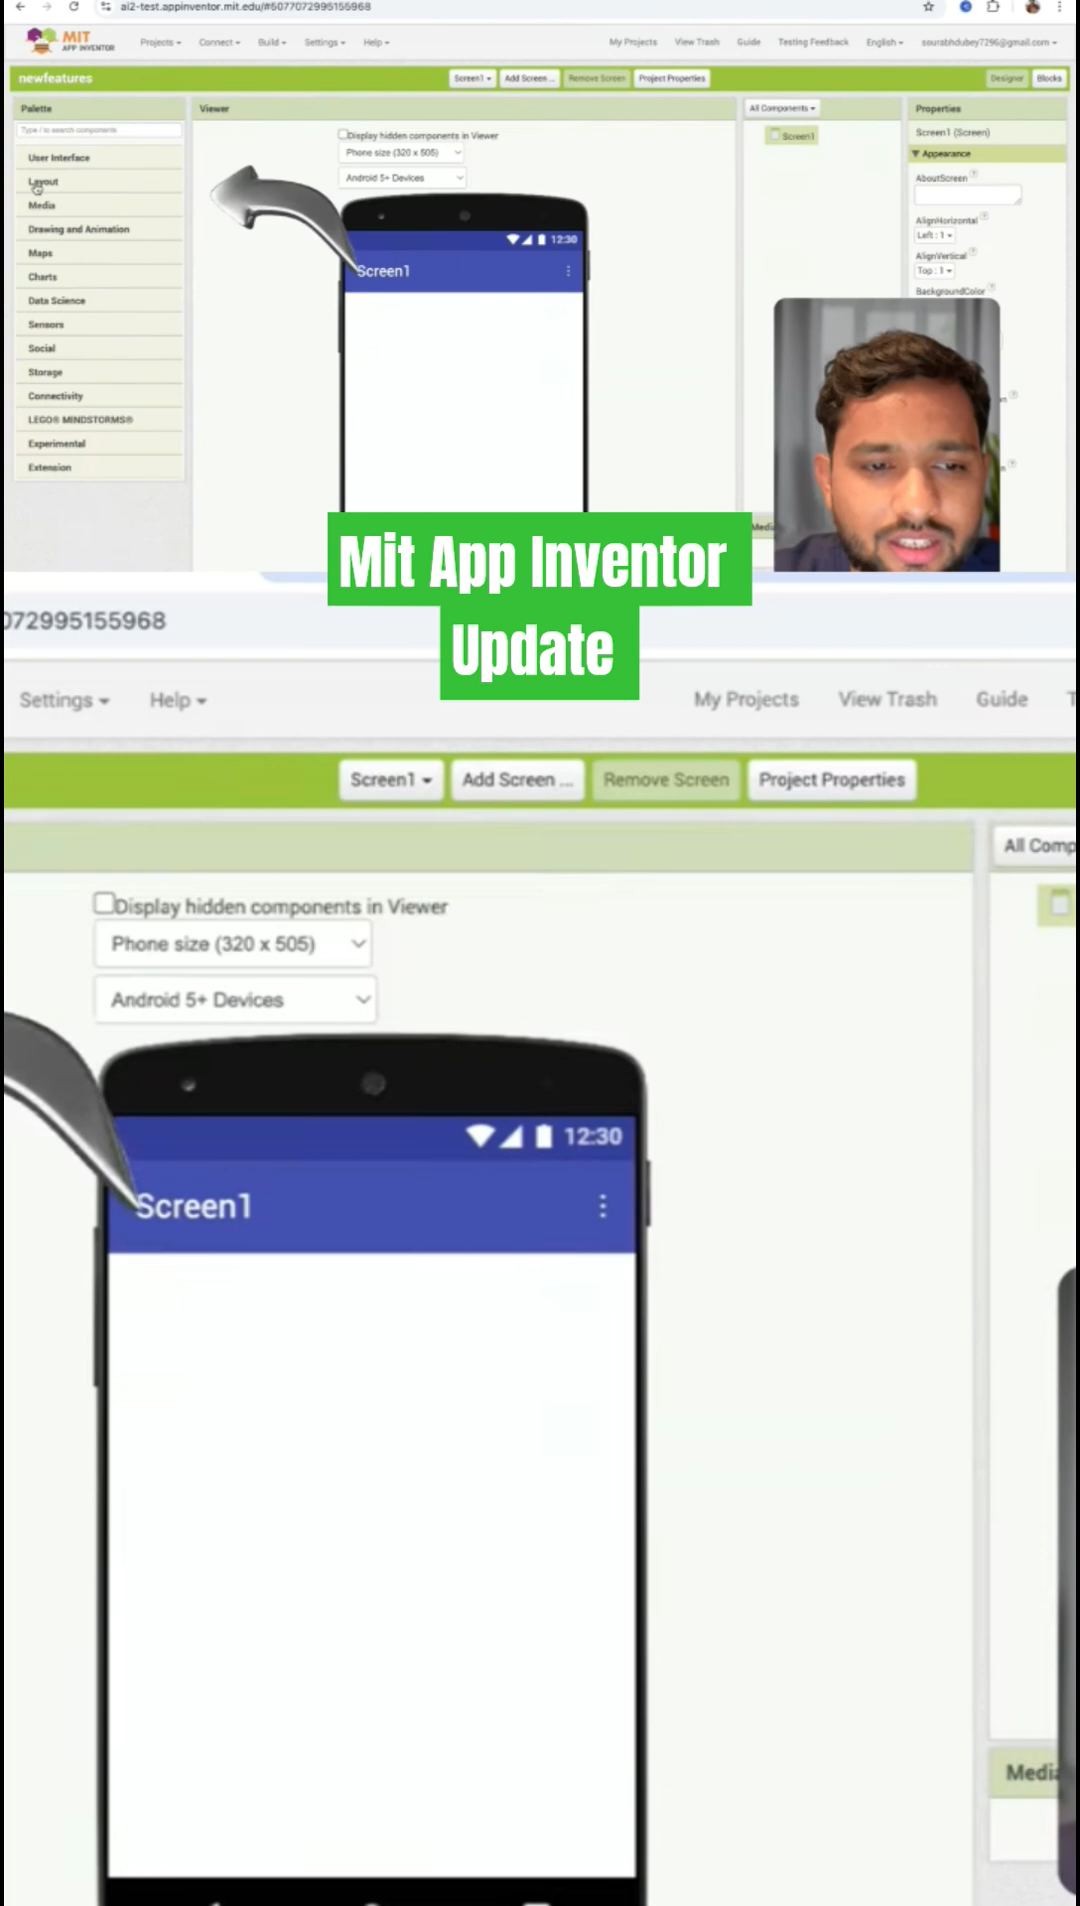 ai2-test.appinventor.mit.edu/#5077072995155968
MIT
APP INVENTOR
Projects
Connect
Build
Settings
Help
My Projects
View Trash
Guide
Testing Feedback
English
sourabhdubey7296@gmail.com
newfeatures
Screen1
Add Screen ...
Remove Screen
Project Properties
Designer
Blocks
Palette
Viewer
All Components
Properties
Type / to search components
User Interface
Layout
Media
Drawing and Animation
Maps
Charts
Data Science
Sensors
Social
Storage
Connectivity
LEGO® MINDSTORMS®
Experimental
Extension
Display hidden components in Viewer
Phone size (320 x 505)
Android 5+ Devices
12:30
Screen1
Screen1
Screen1 (Screen)
Appearance
AboutScreen
AlignHorizontal
Left : 1
AlignVertical
Top : 1
BackgroundColor
Medi
Mit App Inventor
Update
072995155968
Settings
Help
My Projects
View Trash
Guide
T
Screen1
Add Screen ...
Remove Screen
Project Properties
All Comp
Display hidden components in Viewer
Phone size (320 x 505)
Android 5+ Devices
12:30
Screen1
Media